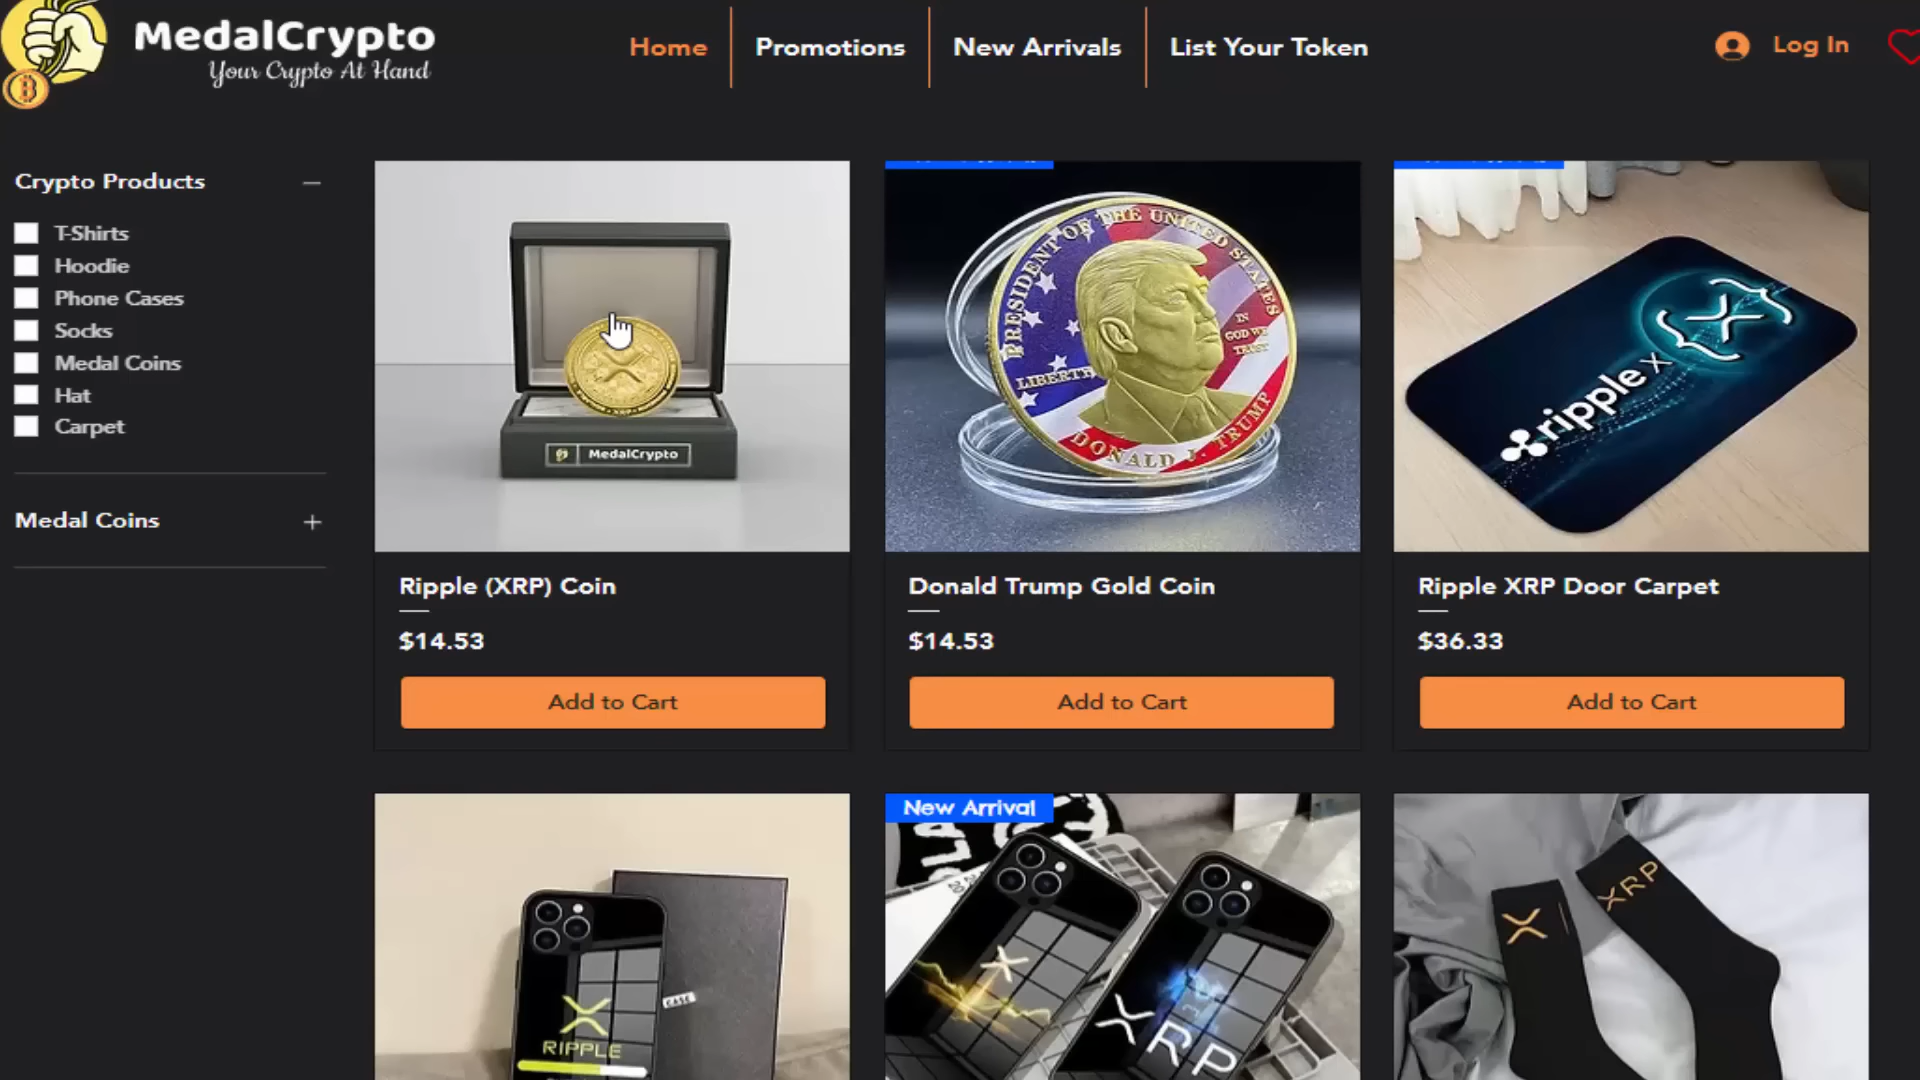 MedalCrypto
Your Crypto At Hand
Home
Promotions
New Arrivals
List Your Token
Log In
Crypto Products
T-Shirts
Hoodie
Phone Cases
Socks
Medal Coins
Hat
Carpet
Medal Coins
MedalCrypto
PRESIDENT OF THE UNITED STATES
IN
GOD WE
TRUST
LIBERTY
DONALD J. TRUMP
ripple x
Ripple (XRP) Coin
$14.53
Add to Cart
Donald Trump Gold Coin
$14.53
Add to Cart
Ripple XRP Door Carpet
$36.33
Add to Cart
CASE
RIPPLE
New Arrival
XRP
XRP